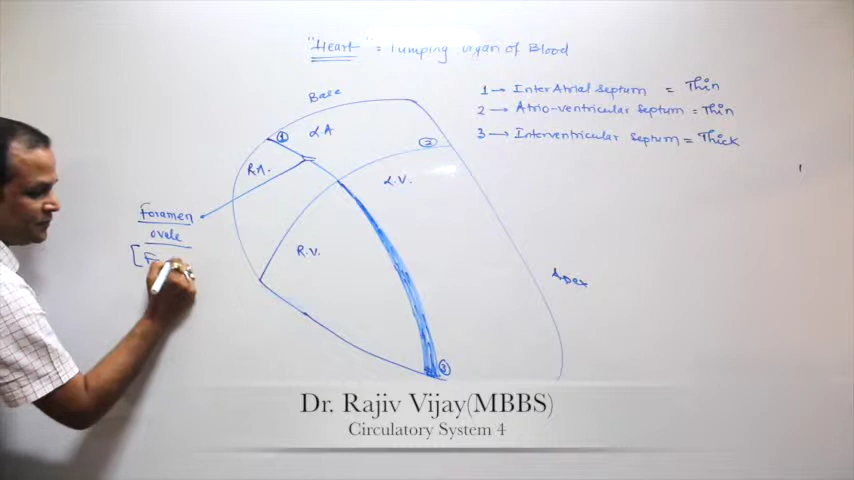 "Heart" = Pumping organ of Blood
1 → InterAtrial Septum = Thin
2 → Atrio-ventricular septum = Thin
3 → Interventricular Septum = Thick
Base
1
LA
2
R.A.
L.V.
Foramen
ovale
[F
R.V.
Apex
3
Dr. Rajiv Vijay(MBBS)
Circulatory System 4